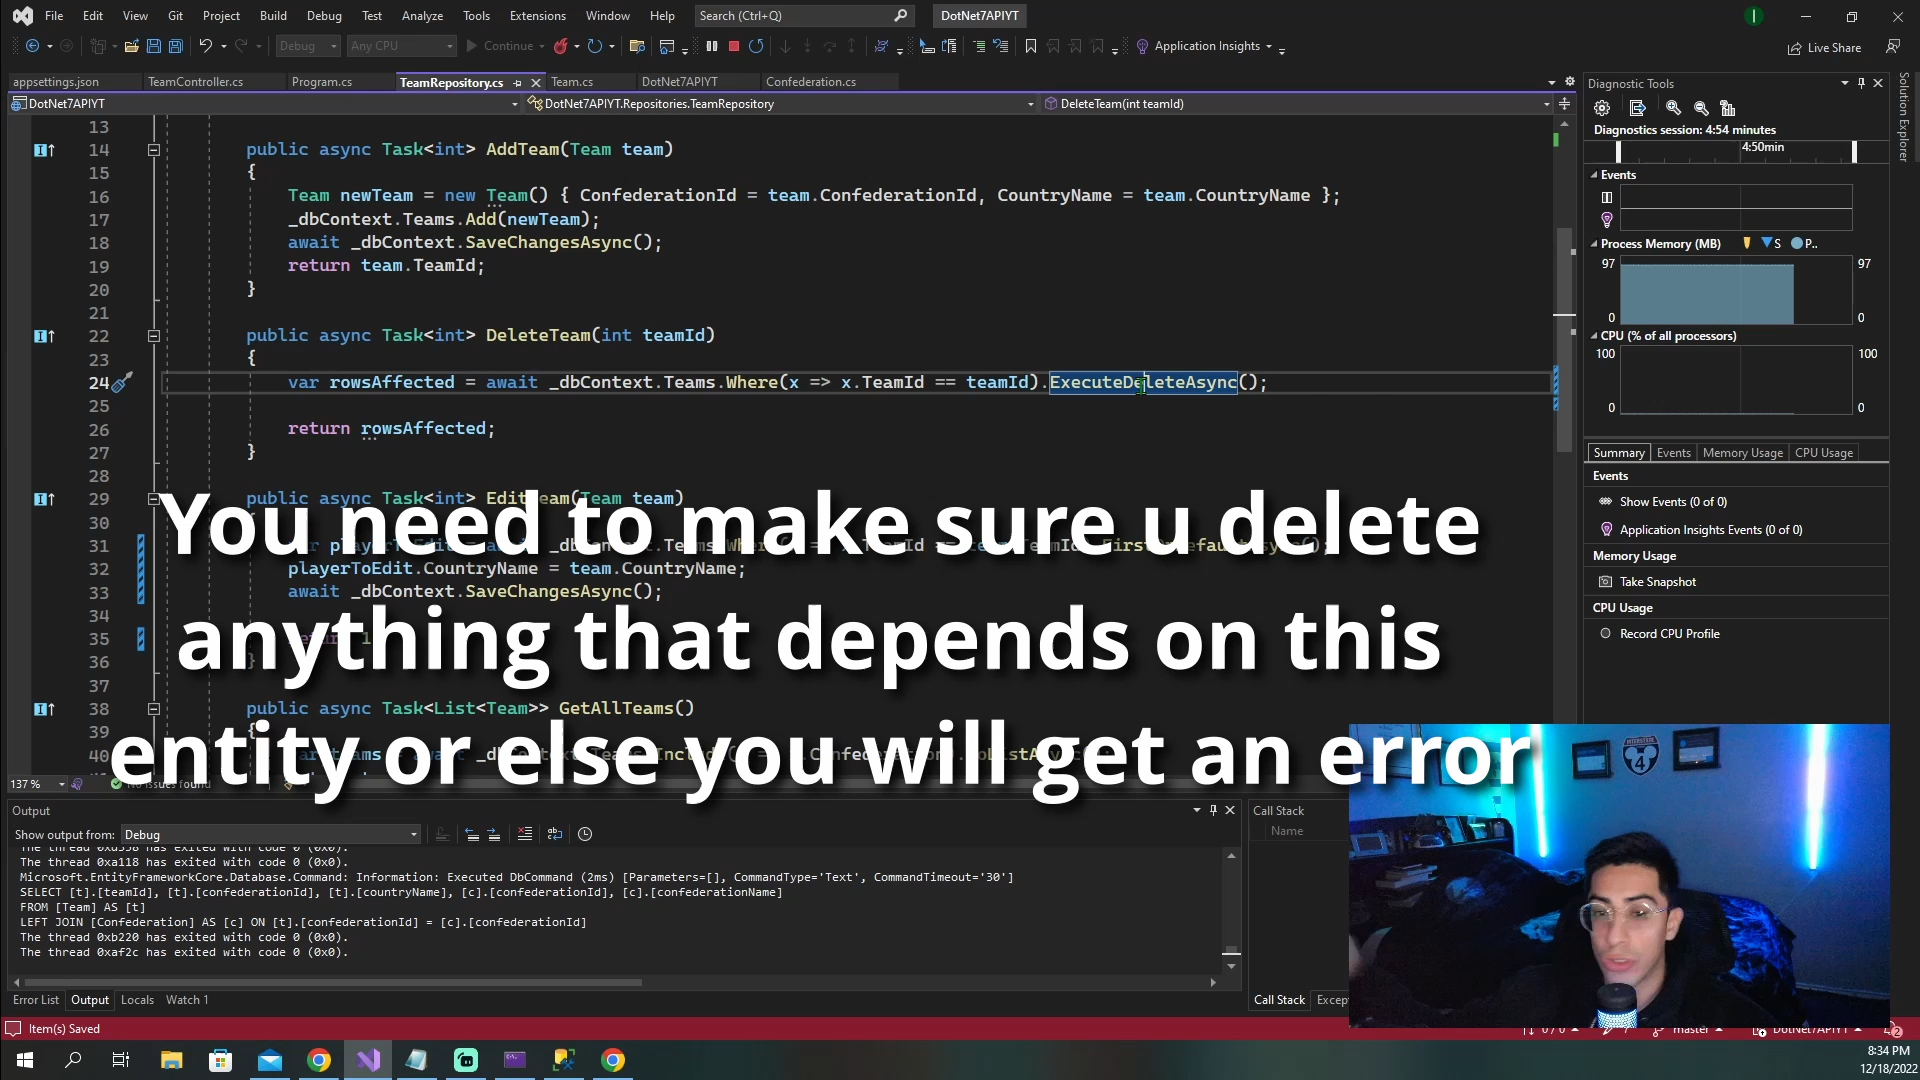 File Edit View Git Project Build Debug Test Analyze Tools Extensions Window Help Search (Ctrl+Q) DotNet7APIYT
Debug Any CPU Continue Application Insights Live Share
appsettings.json TeamController.cs Program.cs TeamRepository.cs Team.cs DotNet7APIYT Confederation.cs
DotNet7APIYT DotNet7APIYT.Repositories.TeamRepository DeleteTeam(int teamId)
13
14 public async Task<int> AddTeam(Team team)
15 {
16 Team newTeam = new Team() { ConfederationId = team.ConfederationId, CountryName = team.CountryName };
17 _dbContext.Teams.Add(newTeam);
18 await _dbContext.SaveChangesAsync();
19 return team.TeamId;
20 }
21
22 public async Task<int> DeleteTeam(int teamId)
23 {
24 var rowsAffected = await _dbContext.Teams.Where(x => x.TeamId == teamId).ExecuteDeleteAsync();
25
26 return rowsAffected;
27 }
28
29 public async Task<int> EditTeam(Team team)
30
31
32 playerToEdit.CountryName = team.CountryName;
33 await _dbContext.SaveChangesAsync();
34
35
36
37
38 public async Task<List<Team>> GetAllTeams()
39
40
You need to make sure u delete
anything that depends on this
entity or else you will get an error
137 % No issues found
Output
Show output from: Debug
The thread 0xa118 has exited with code 0 (0x0).
Microsoft.EntityFrameworkCore.Database.Command: Information: Executed DbCommand (2ms) [Parameters=[], CommandType='Text', CommandTimeout='30']
SELECT [t].[teamId], [t].[confederationId], [t].[countryName], [c].[confederationId], [c].[confederationName]
FROM [Team] AS [t]
LEFT JOIN [Confederation] AS [c] ON [t].[confederationId] = [c].[confederationId]
The thread 0xb220 has exited with code 0 (0x0).
The thread 0xaf2c has exited with code 0 (0x0).
Error List Output Locals Watch 1
Call Stack
Name
Call Stack Except
Diagnostic Tools
Diagnostics session: 4:54 minutes
4:50min
Events
Process Memory (MB) S P..
97 97
0 0
CPU (% of all processors)
100 100
0 0
Summary Events Memory Usage CPU Usage
Events
Show Events (0 of 0)
Application Insights Events (0 of 0)
Memory Usage
Take Snapshot
CPU Usage
Record CPU Profile
Solution Explorer
INTERSTATE
4
Item(s) Saved 0 / 0 master DotNet7APIYT 2
8:34 PM
12/18/2022